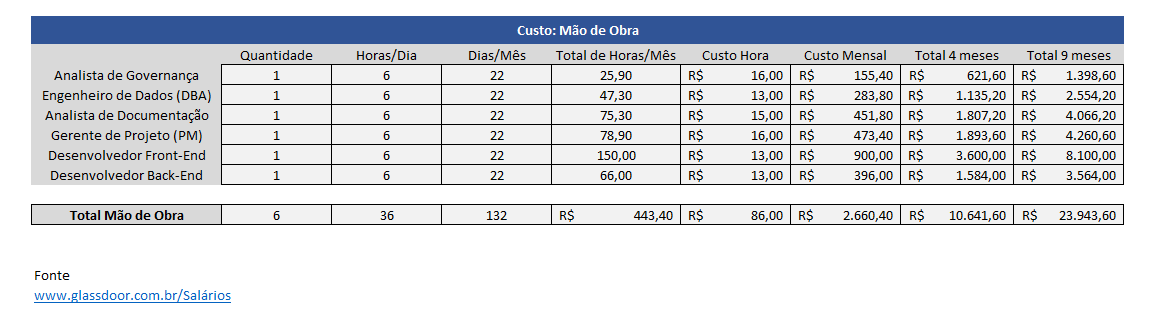 Custo: Mão de Obra
Quantidade Horas/Dia Dias/Mês Total de Horas/Mês Custo Hora Custo Mensal Total 4 meses Total 9 meses
Analista de Governança 1 6 22 25,90 R$ 16,00 R$ 155,40 R$ 621,60 R$ 1.398,60
Engenheiro de Dados (DBA) 1 6 22 47,30 R$ 13,00 R$ 283,80 R$ 1.135,20 R$ 2.554,20
Analista de Documentação 1 6 22 75,30 R$ 15,00 R$ 451,80 R$ 1.807,20 R$ 4.066,20
Gerente de Projeto (PM) 1 6 22 78,90 R$ 16,00 R$ 473,40 R$ 1.893,60 R$ 4.260,60
Desenvolvedor Front-End 1 6 22 150,00 R$ 13,00 R$ 900,00 R$ 3.600,00 R$ 8.100,00
Desenvolvedor Back-End 1 6 22 66,00 R$ 13,00 R$ 396,00 R$ 1.584,00 R$ 3.564,00
Total Mão de Obra 6 36 132 R$ 443,40 R$ 86,00 R$ 2.660,40 R$ 10.641,60 R$ 23.943,60
Fonte
www.glassdoor.com.br/Salários